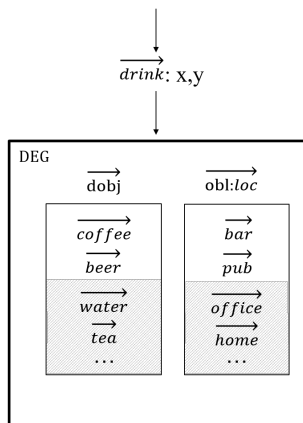 drink: x,y
DEG
dobj obl:loc
coffee bar
beer pub
water office
tea home
... ...